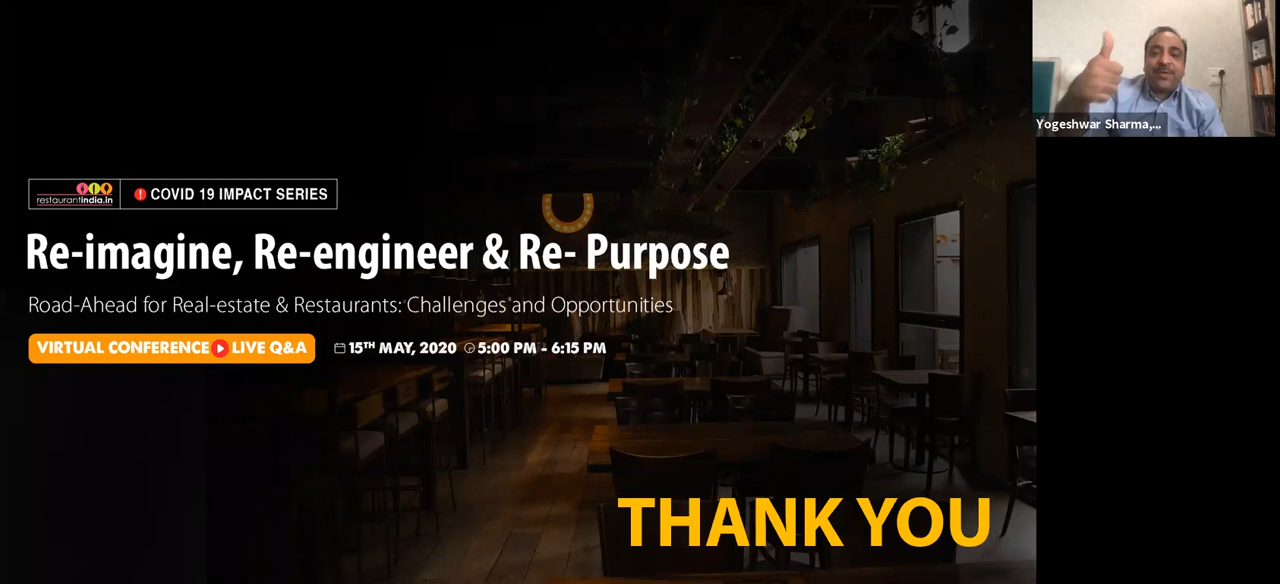 restaurantindia.in
COVID 19 IMPACT SERIES
Re-imagine, Re-engineer & Re- Purpose
Road-Ahead for Real-estate & Restaurants: Challenges and Opportunities
VIRTUAL CONFERENCE LIVE Q&A 15TH MAY, 2020 5:00 PM - 6:15 PM
THANK YOU
Yogeshwar Sharma,...